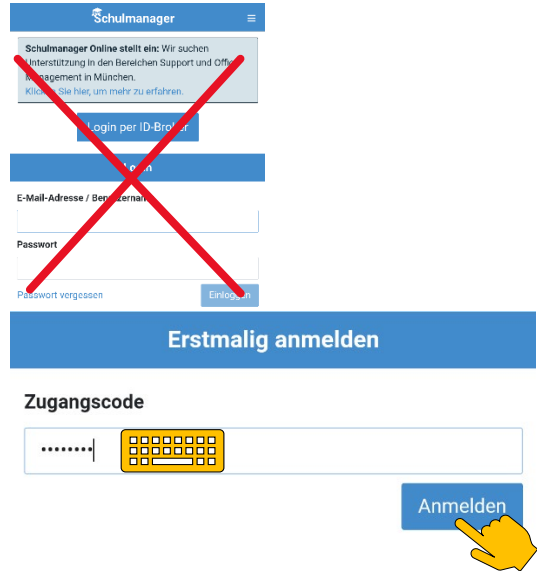 Schulmanager
Schulmanager Online stellt ein: Wir suchen
Unterstützung in den Bereichen Support und Office
Management in München.
Klicken Sie hier, um mehr zu erfahren.
Login per ID-Broker
Login
E-Mail-Adresse / Benutzername
Passwort
Passwort vergessen
Einloggen
Erstmalig anmelden
Zugangscode
Anmelden